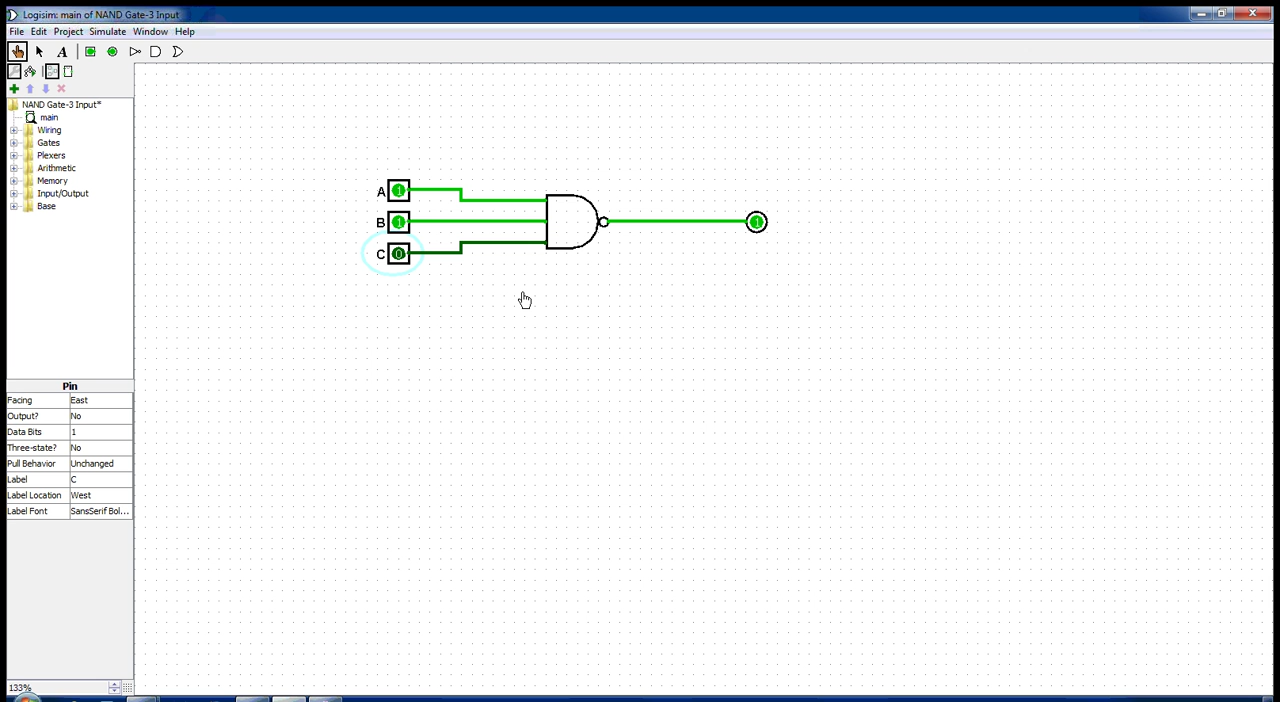 Logisim: main of NAND Gate-3 Input
File Edit Project Simulate Window Help
A
NAND Gate-3 Input*
main
Wiring
Gates
Plexers
Arithmetic
Memory
Input/Output
Base
A 1
B 1 1
C 0
Pin
Facing East
Output? No
Data Bits 1
Three-state? No
Pull Behavior Unchanged
Label C
Label Location West
Label Font SansSerif Bol...
133%